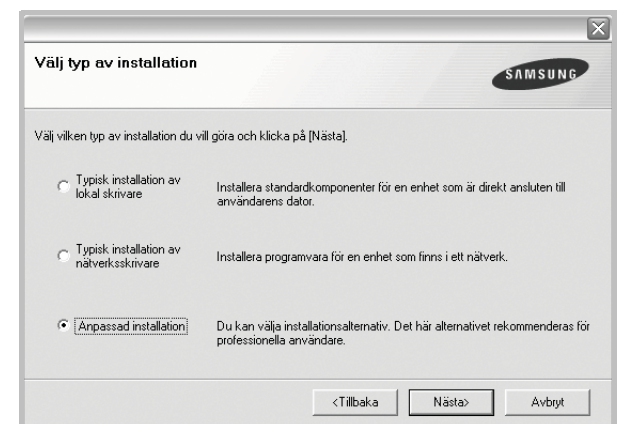 Välj typ av installation
SAMSUNG
Välj vilken typ av installation du vill göra och klicka på [Nästa].
Typisk installation av
lokal skrivare
Installera standardkomponenter för en enhet som är direkt ansluten till
användarens dator.
Typisk installation av
nätverksskrivare
Installera programvara för en enhet som finns i ett nätverk.
Anpassad installation
Du kan välja installationsalternativ. Det här alternativet rekommenderas för
professionella användare.
<Tillbaka
Nästa>
Avbryt